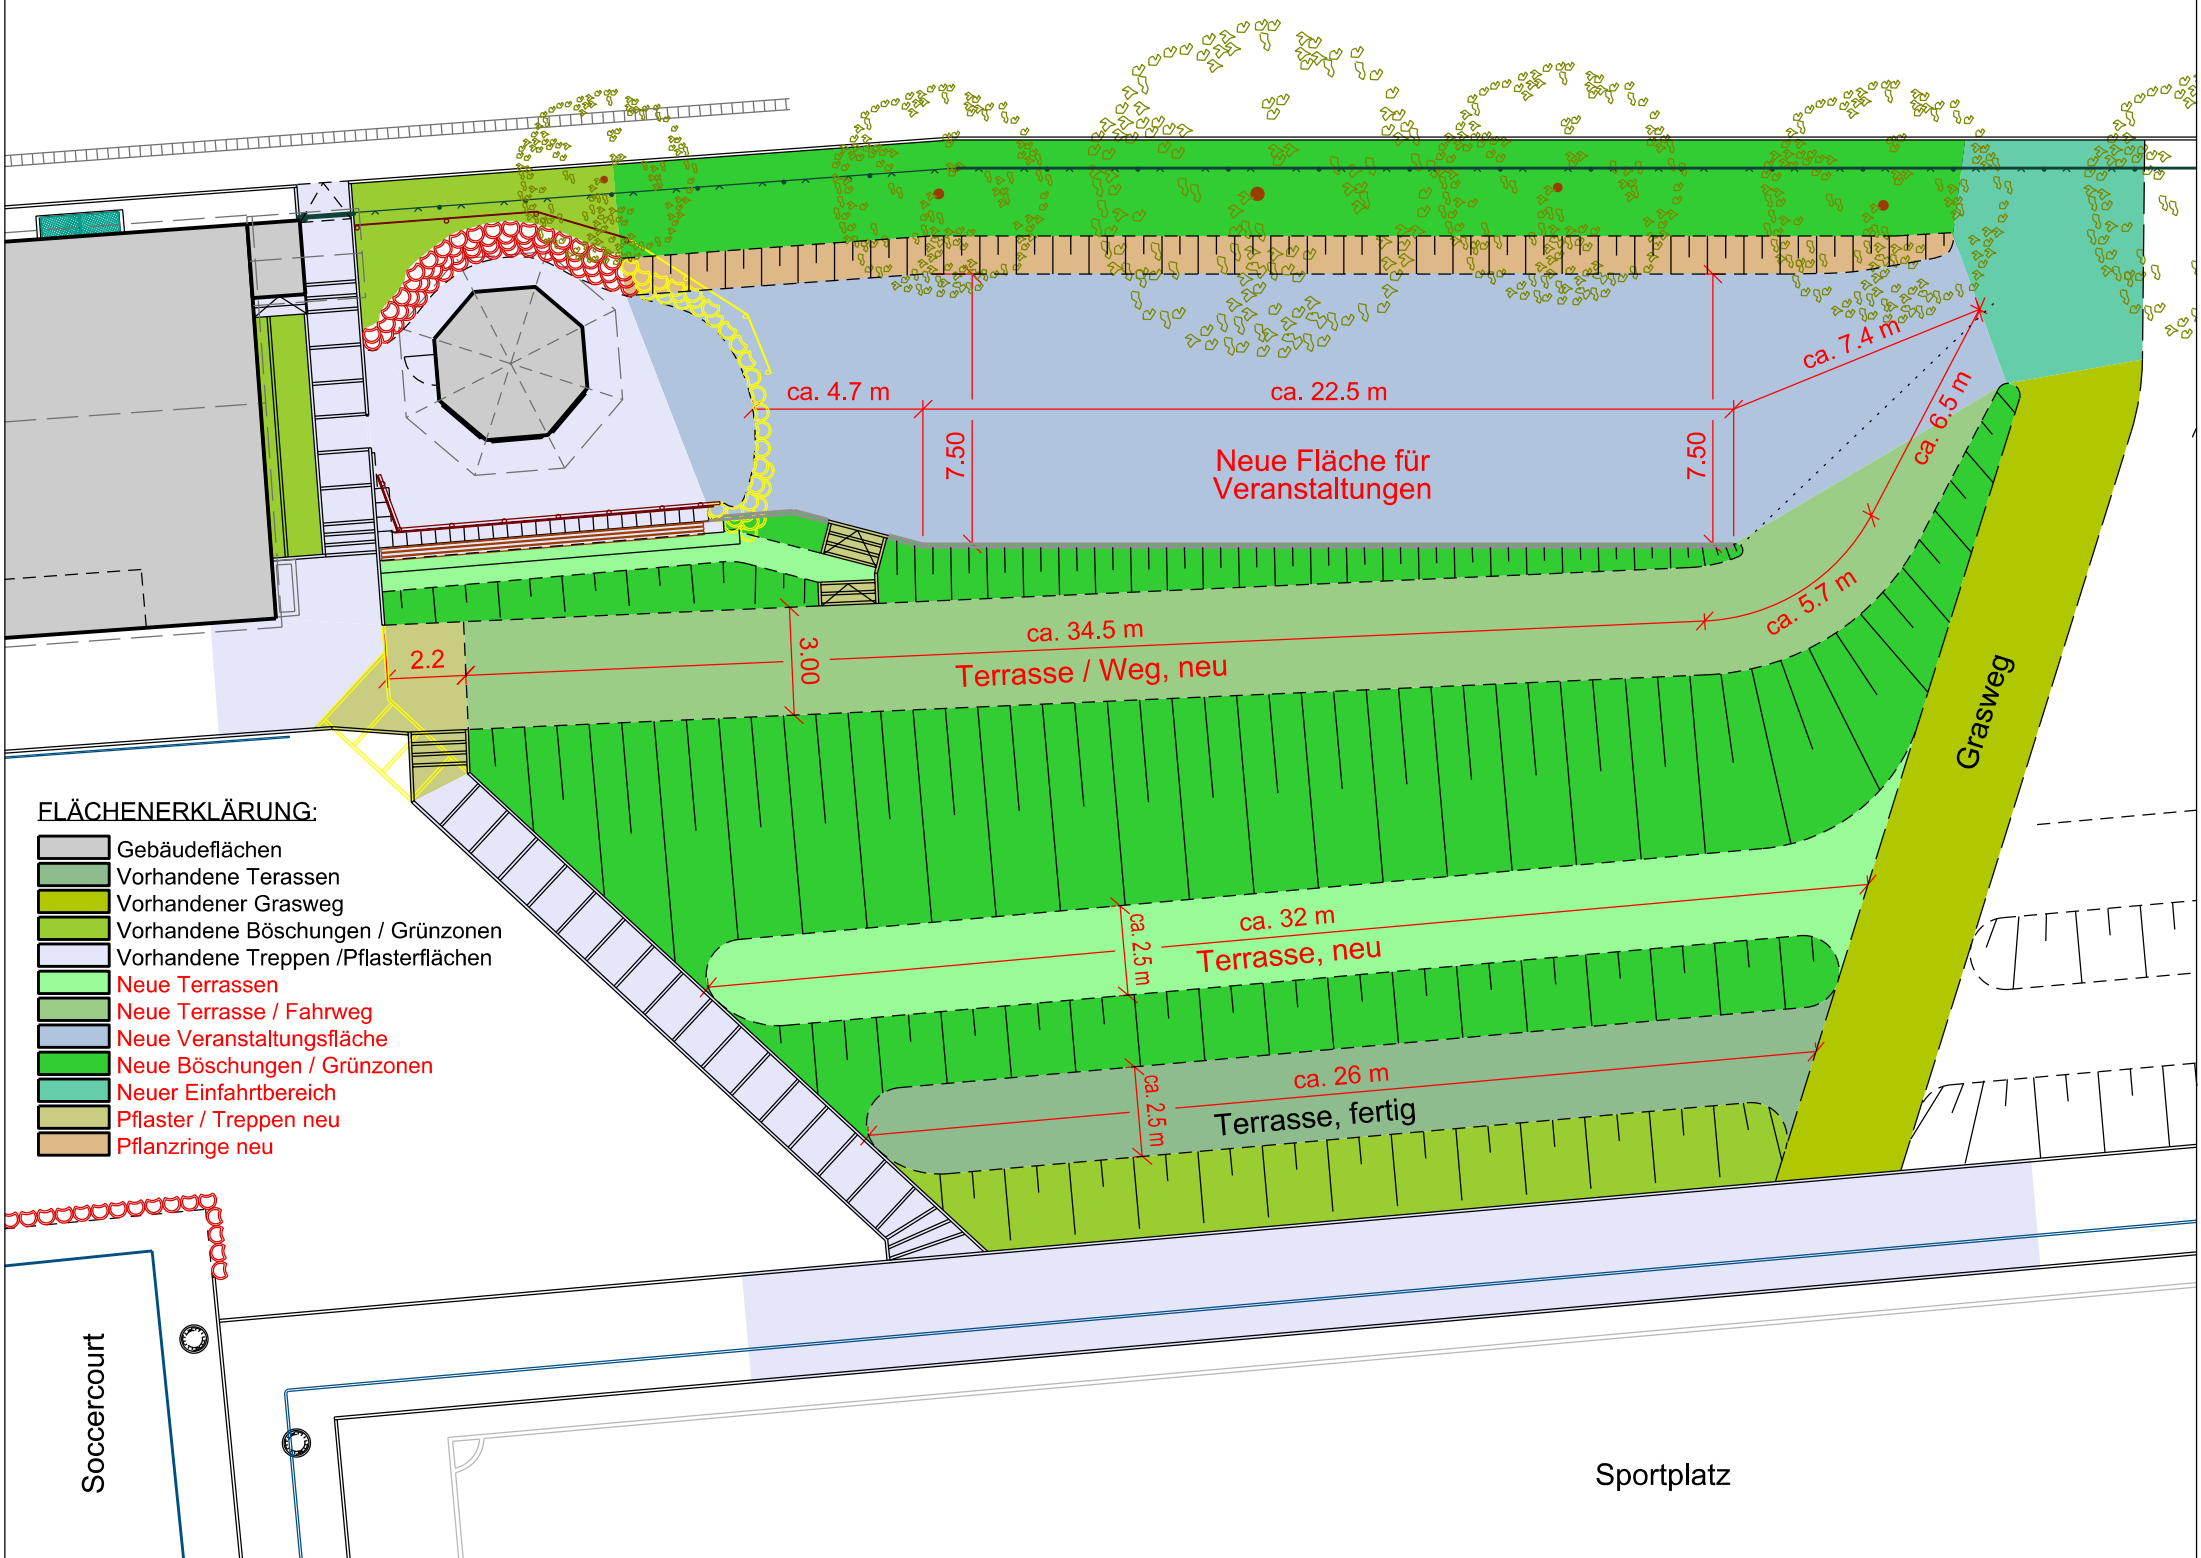 ca. 7.4 m
ca. 4.7 m
ca. 22.5 m
ca. 6.5 m
7.50
7.50
Neue Fläche für
Veranstaltungen
ca. 5.7 m
ca. 34.5 m
2.2
3.00
Terrasse / Weg, neu
Grasweg
FLÄCHENERKLÄRUNG:
Gebäudeflächen
Vorhandene Terassen
Vorhandener Grasweg
Vorhandene Böschungen / Grünzonen
Vorhandene Treppen /Pflasterflächen
Neue Terrassen
Neue Terrasse / Fahrweg
Neue Veranstaltungsfläche
Neue Böschungen / Grünzonen
Neuer Einfahrtbereich
Pflaster / Treppen neu
Pflanzringe neu
ca. 32 m
ca. 2.5 m
Terrasse, neu
ca. 26 m
ca. 2.5 m
Terrasse, fertig
Soccercourt
Sportplatz